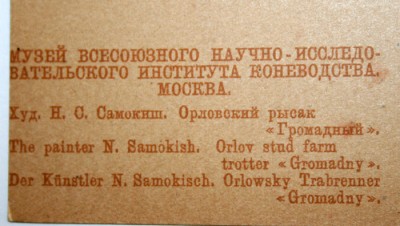 МУЗЕЙ ВСЕСОЮЗНОГО НАУЧНО-ИССЛЕДО-
ВАТЕЛЬСКОГО ИНСТИТУТА КОНЕВОДСТВА.
МОСКВА.
Худ. Н. С. Самокиш. Орловский рысак
«Громадный».
The painter N. Samokish. Orlov stud farm
trotter «Gromadny».
Der Künstler N. Samokisch. Orlowsky Trabrenner
«Gromadny».